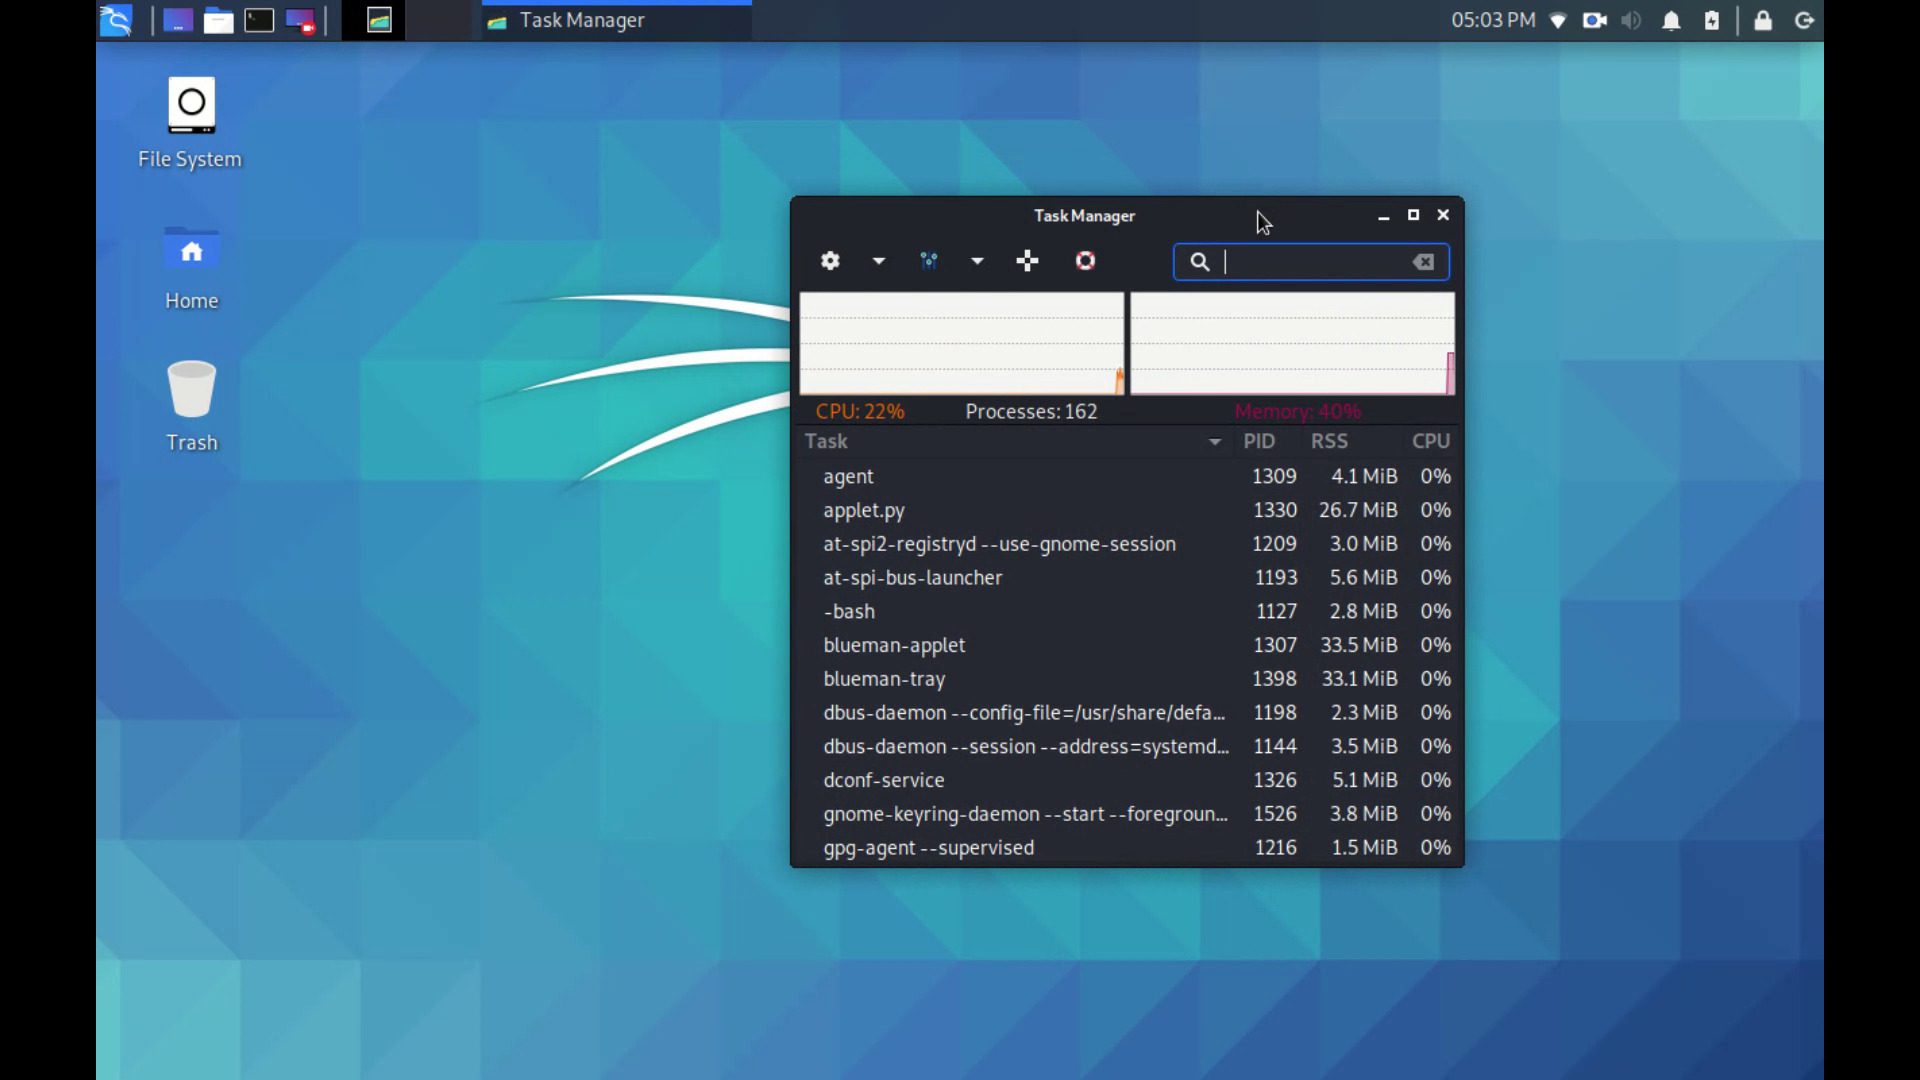 Task Manager
05:03 PM
File System
Home
Trash
Task Manager
CPU: 22% Processes: 162 Memory: 40%
Task PID RSS CPU
agent 1309 4.1 MiB 0%
applet.py 1330 26.7 MiB 0%
at-spi2-registryd --use-gnome-session 1209 3.0 MiB 0%
at-spi-bus-launcher 1193 5.6 MiB 0%
-bash 1127 2.8 MiB 0%
blueman-applet 1307 33.5 MiB 0%
blueman-tray 1398 33.1 MiB 0%
dbus-daemon --config-file=/usr/share/defa... 1198 2.3 MiB 0%
dbus-daemon --session --address=systemd... 1144 3.5 MiB 0%
dconf-service 1326 5.1 MiB 0%
gnome-keyring-daemon --start --foregroun... 1526 3.8 MiB 0%
gpg-agent --supervised 1216 1.5 MiB 0%